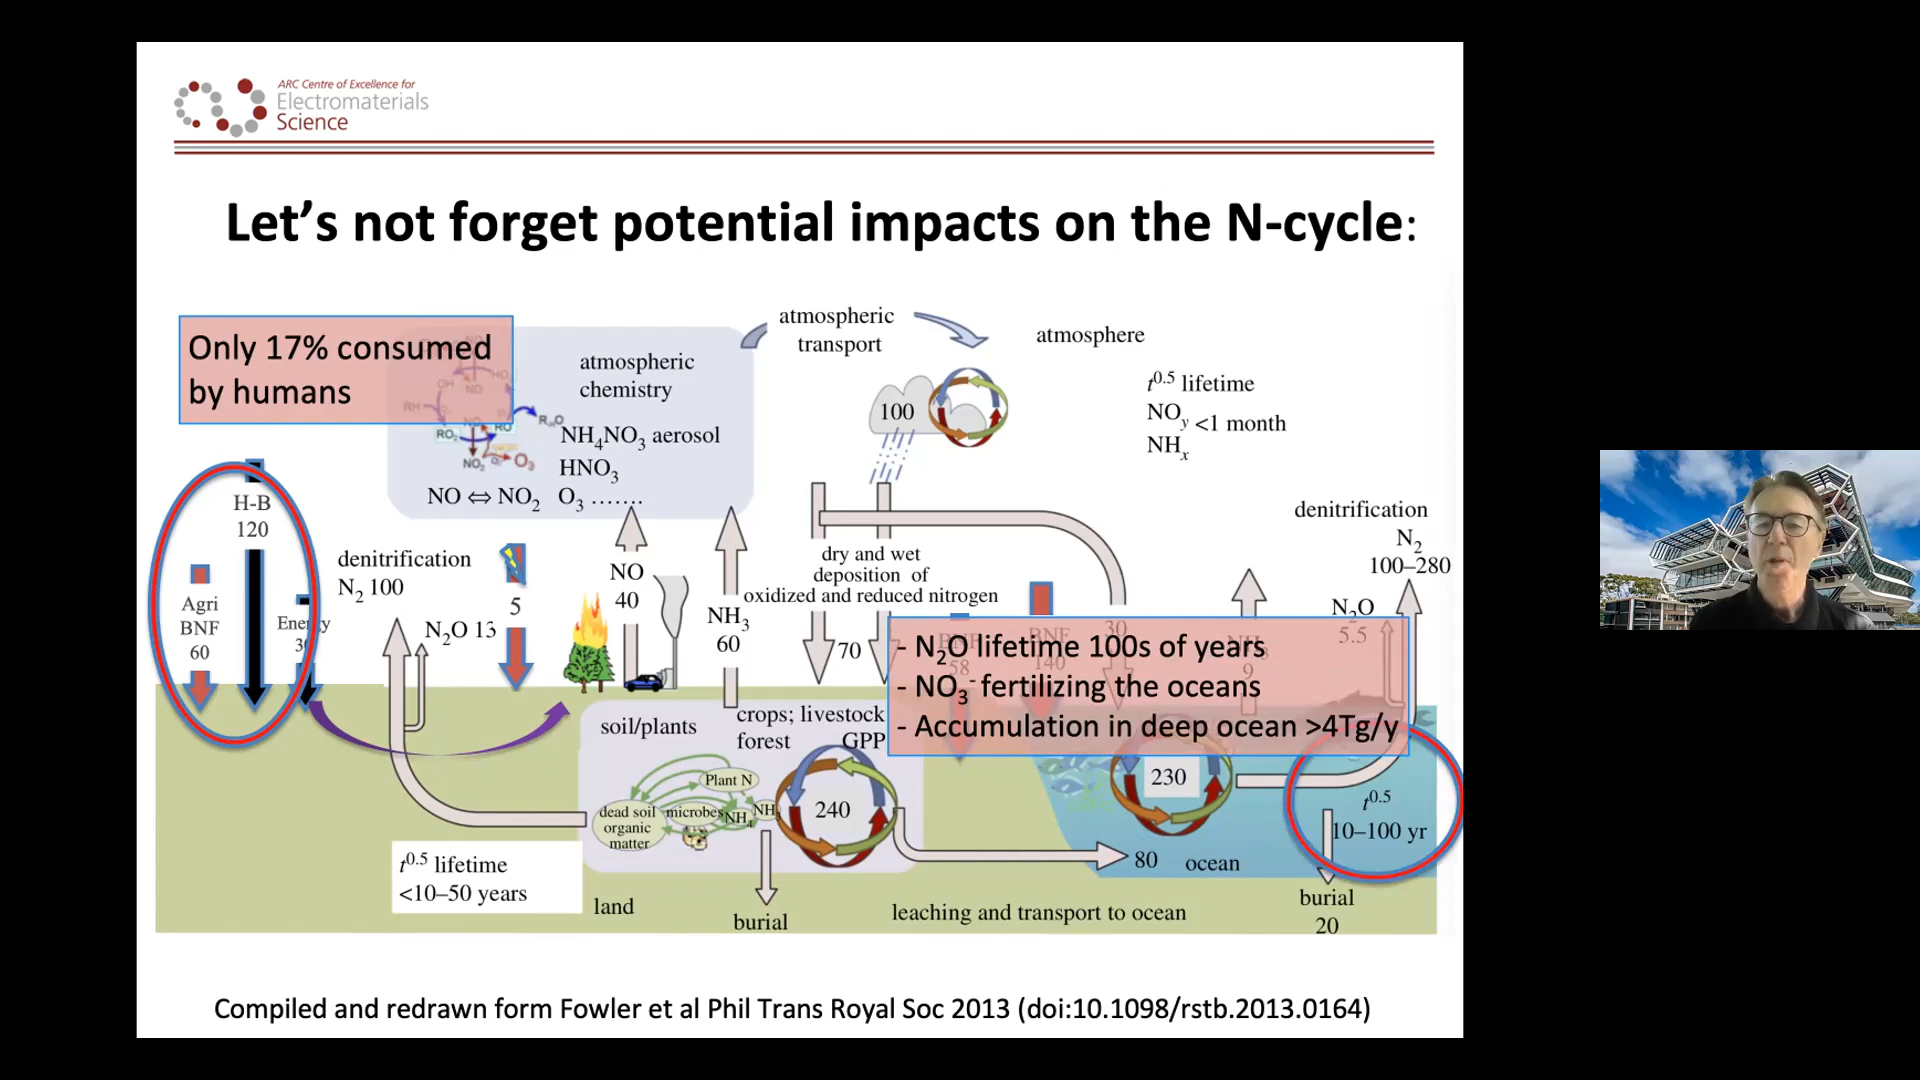 ARC Centre of Excellence for
Electromaterials
Science
Let's not forget potential impacts on the N-cycle:
Only 17% consumed
by humans
atmospheric
chemistry
NH4NO3 aerosol
HNO3
NO ⇔ NO2 O3 .......
RO2
NO2
O3
atmospheric
transport
atmosphere
100
t0.5 lifetime
NOy <1 month
NHx
H-B
120
Agri
BNF
60
Energy
30
denitrification
N2 100
N2O 13
5
NO
40
NH3
60
dry and wet
deposition of
oxidized and reduced nitrogen
70
30
BNF
58
BNF
140
9
denitrification
N2
100–280
N2O
5.5
- N2O lifetime 100s of years
- NO3- fertilizing the oceans
- Accumulation in deep ocean >4Tg/y
soil/plants
crops; livestock
forest GPP
Plant N
dead soil
organic
matter
microbes
NH4
240
230
t0.5
10–100 yr
80 ocean
t0.5 lifetime
<10–50 years
land
burial
leaching and transport to ocean
burial
20
Compiled and redrawn form Fowler et al Phil Trans Royal Soc 2013 (doi:10.1098/rstb.2013.0164)